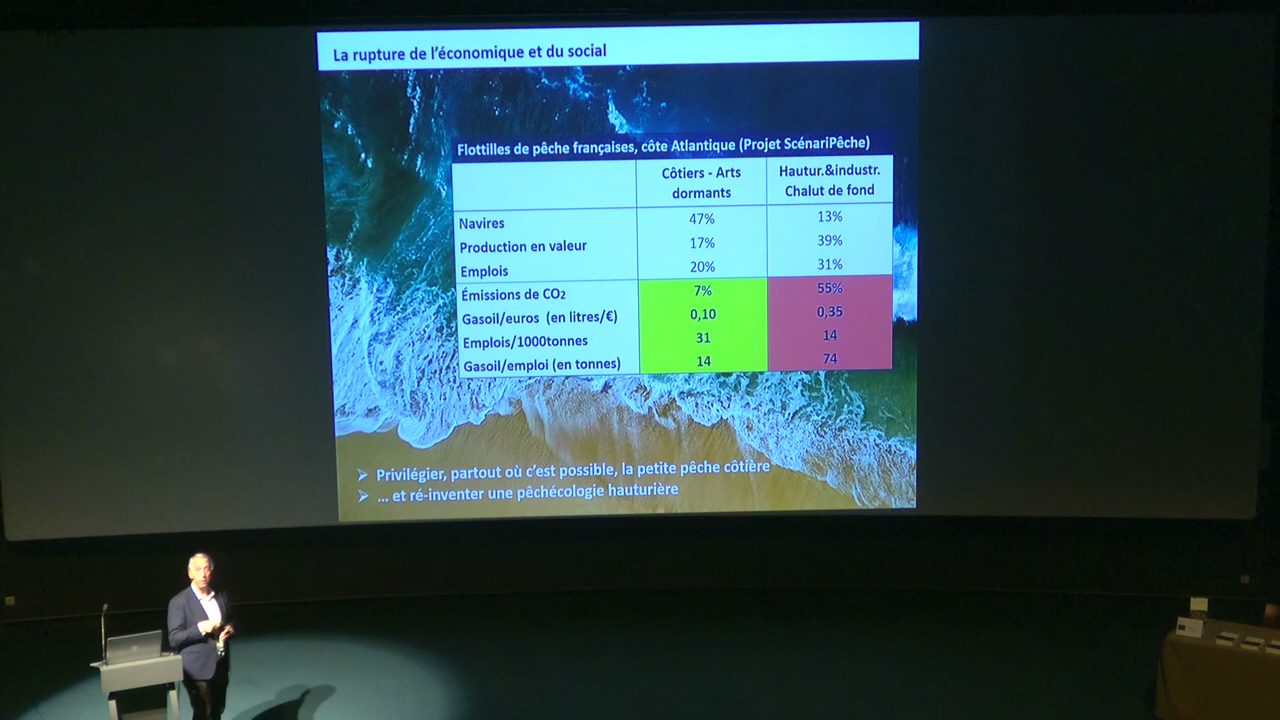 La rupture de l'économique et du social
Flottilles de pêche françaises, côte Atlantique (Projet ScénariPêche)
Côtiers - Arts dormants
Hautur.&industr. Chalut de fond
Navires 47% 13%
Production en valeur 17% 39%
Emplois 20% 31%
Émissions de CO2 7% 55%
Gasoil/euros (en litres/€) 0,10 0,35
Emplois/1000tonnes 31 14
Gasoil/emploi (en tonnes) 14 74
➢ Privilégier, partout où c'est possible, la petite pêche côtière
➢ ... et ré-inventer une pêchécologie hauturière